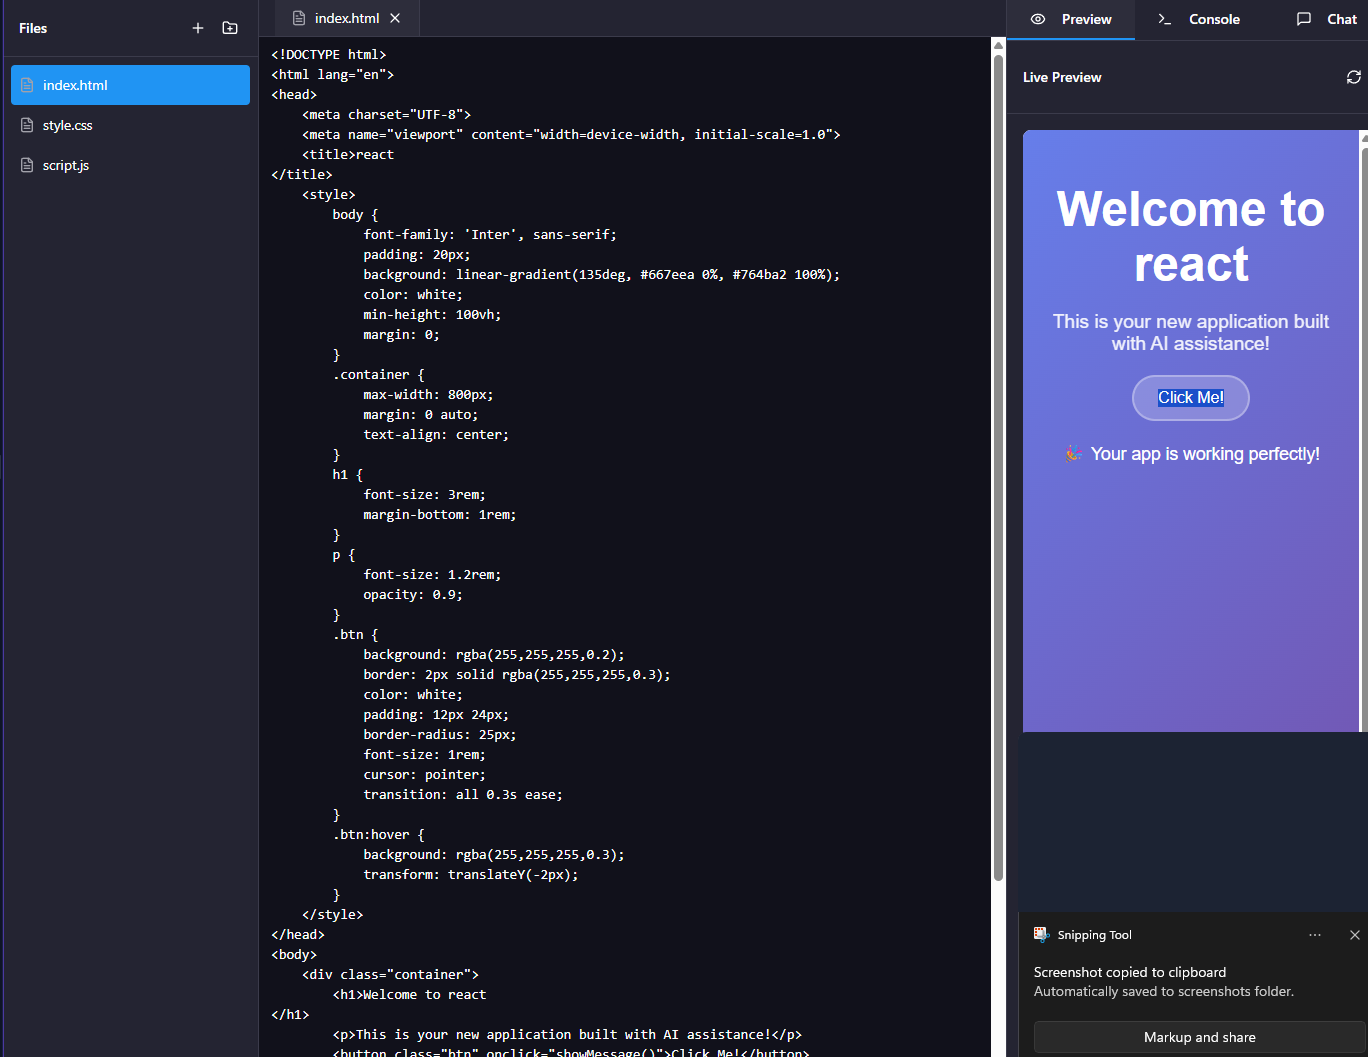 Files
index.html
style.css
script.js
index.html
<!DOCTYPE html>
<html lang="en">
<head>
    <meta charset="UTF-8">
    <meta name="viewport" content="width=device-width, initial-scale=1.0">
    <title>react
</title>
    <style>
        body {
            font-family: 'Inter', sans-serif;
            padding: 20px;
            background: linear-gradient(135deg, #667eea 0%, #764ba2 100%);
            color: white;
            min-height: 100vh;
            margin: 0;
        }
        .container {
            max-width: 800px;
            margin: 0 auto;
            text-align: center;
        }
        h1 {
            font-size: 3rem;
            margin-bottom: 1rem;
        }
        p {
            font-size: 1.2rem;
            opacity: 0.9;
        }
        .btn {
            background: rgba(255,255,255,0.2);
            border: 2px solid rgba(255,255,255,0.3);
            color: white;
            padding: 12px 24px;
            border-radius: 25px;
            font-size: 1rem;
            cursor: pointer;
            transition: all 0.3s ease;
        }
        .btn:hover {
            background: rgba(255,255,255,0.3);
            transform: translateY(-2px);
        }
    </style>
</head>
<body>
    <div class="container">
        <h1>Welcome to react
</h1>
        <p>This is your new application built with AI assistance!</p>
        <button class="btn" onclick="showMessage()">Click Me!</button>
Preview
Console
Chat
Live Preview
Welcome to
react
This is your new application built
with AI assistance!
Click Me!
🎉 Your app is working perfectly!
Snipping Tool
Screenshot copied to clipboard
Automatically saved to screenshots folder.
Markup and share